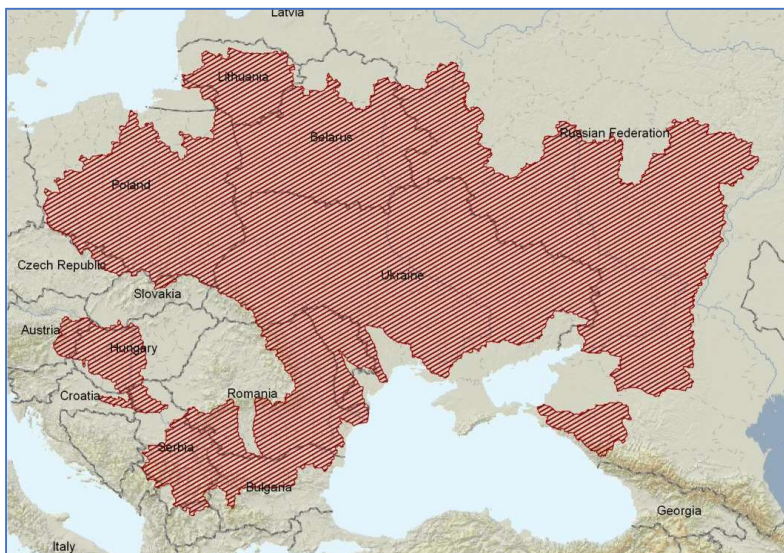 Latvia
Lithuania
Russian Federation
Belarus
Poland
Czech Republic
Ukraine
Slovakia
Austria
Hungary
Croatia
Romania
Serbia
Bulgaria
Georgia
Italy